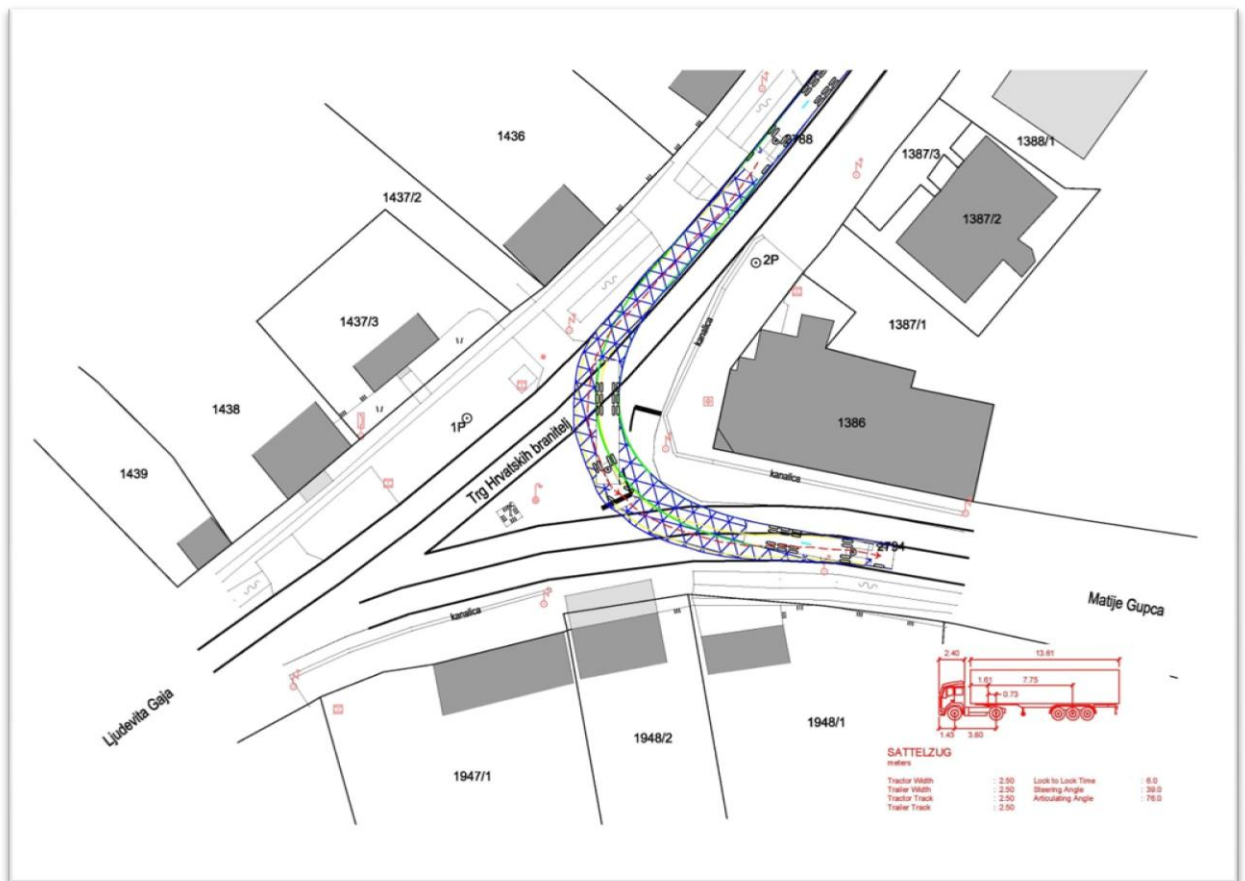 1436
2788
1387/3
1388/1
1437/2
1387/2
2P
1437/3
1387/1
kanalica
1438
1P
1386
1439
Trg Hrvatskih branitelj
kanalica
2794
kanalica
Matije Gupca
Ljudevita Gaja
1948/1
1948/2
1947/1
2.40 13.61
1.61 7.75
0.73
1.43 3.60
SATTELZUG
meters
Tractor Width : 2.50 Lock to Lock Time : 6.0
Trailer Width : 2.50 Steering Angle : 39.0
Tractor Track : 2.50 Articulating Angle : 76.0
Trailer Track : 2.50